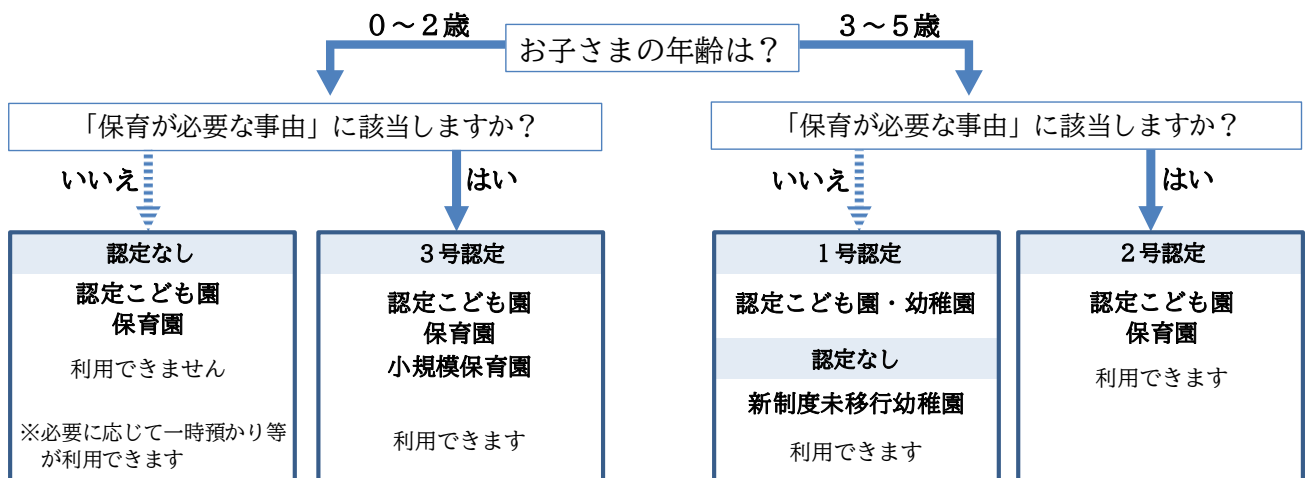 ０～２歳
お子さまの年齢は？
３～５歳
「保育が必要な事由」に該当しますか？
いいえ
はい
認定なし
認定こども園
保育園
利用できません
※必要に応じて一時預かり等
が利用できます
３号認定
認定こども園
保育園
小規模保育園
利用できます
「保育が必要な事由」に該当しますか？
いいえ
はい
１号認定
認定こども園・幼稚園
認定なし
新制度未移行幼稚園
利用できます
２号認定
認定こども園
保育園
利用できます